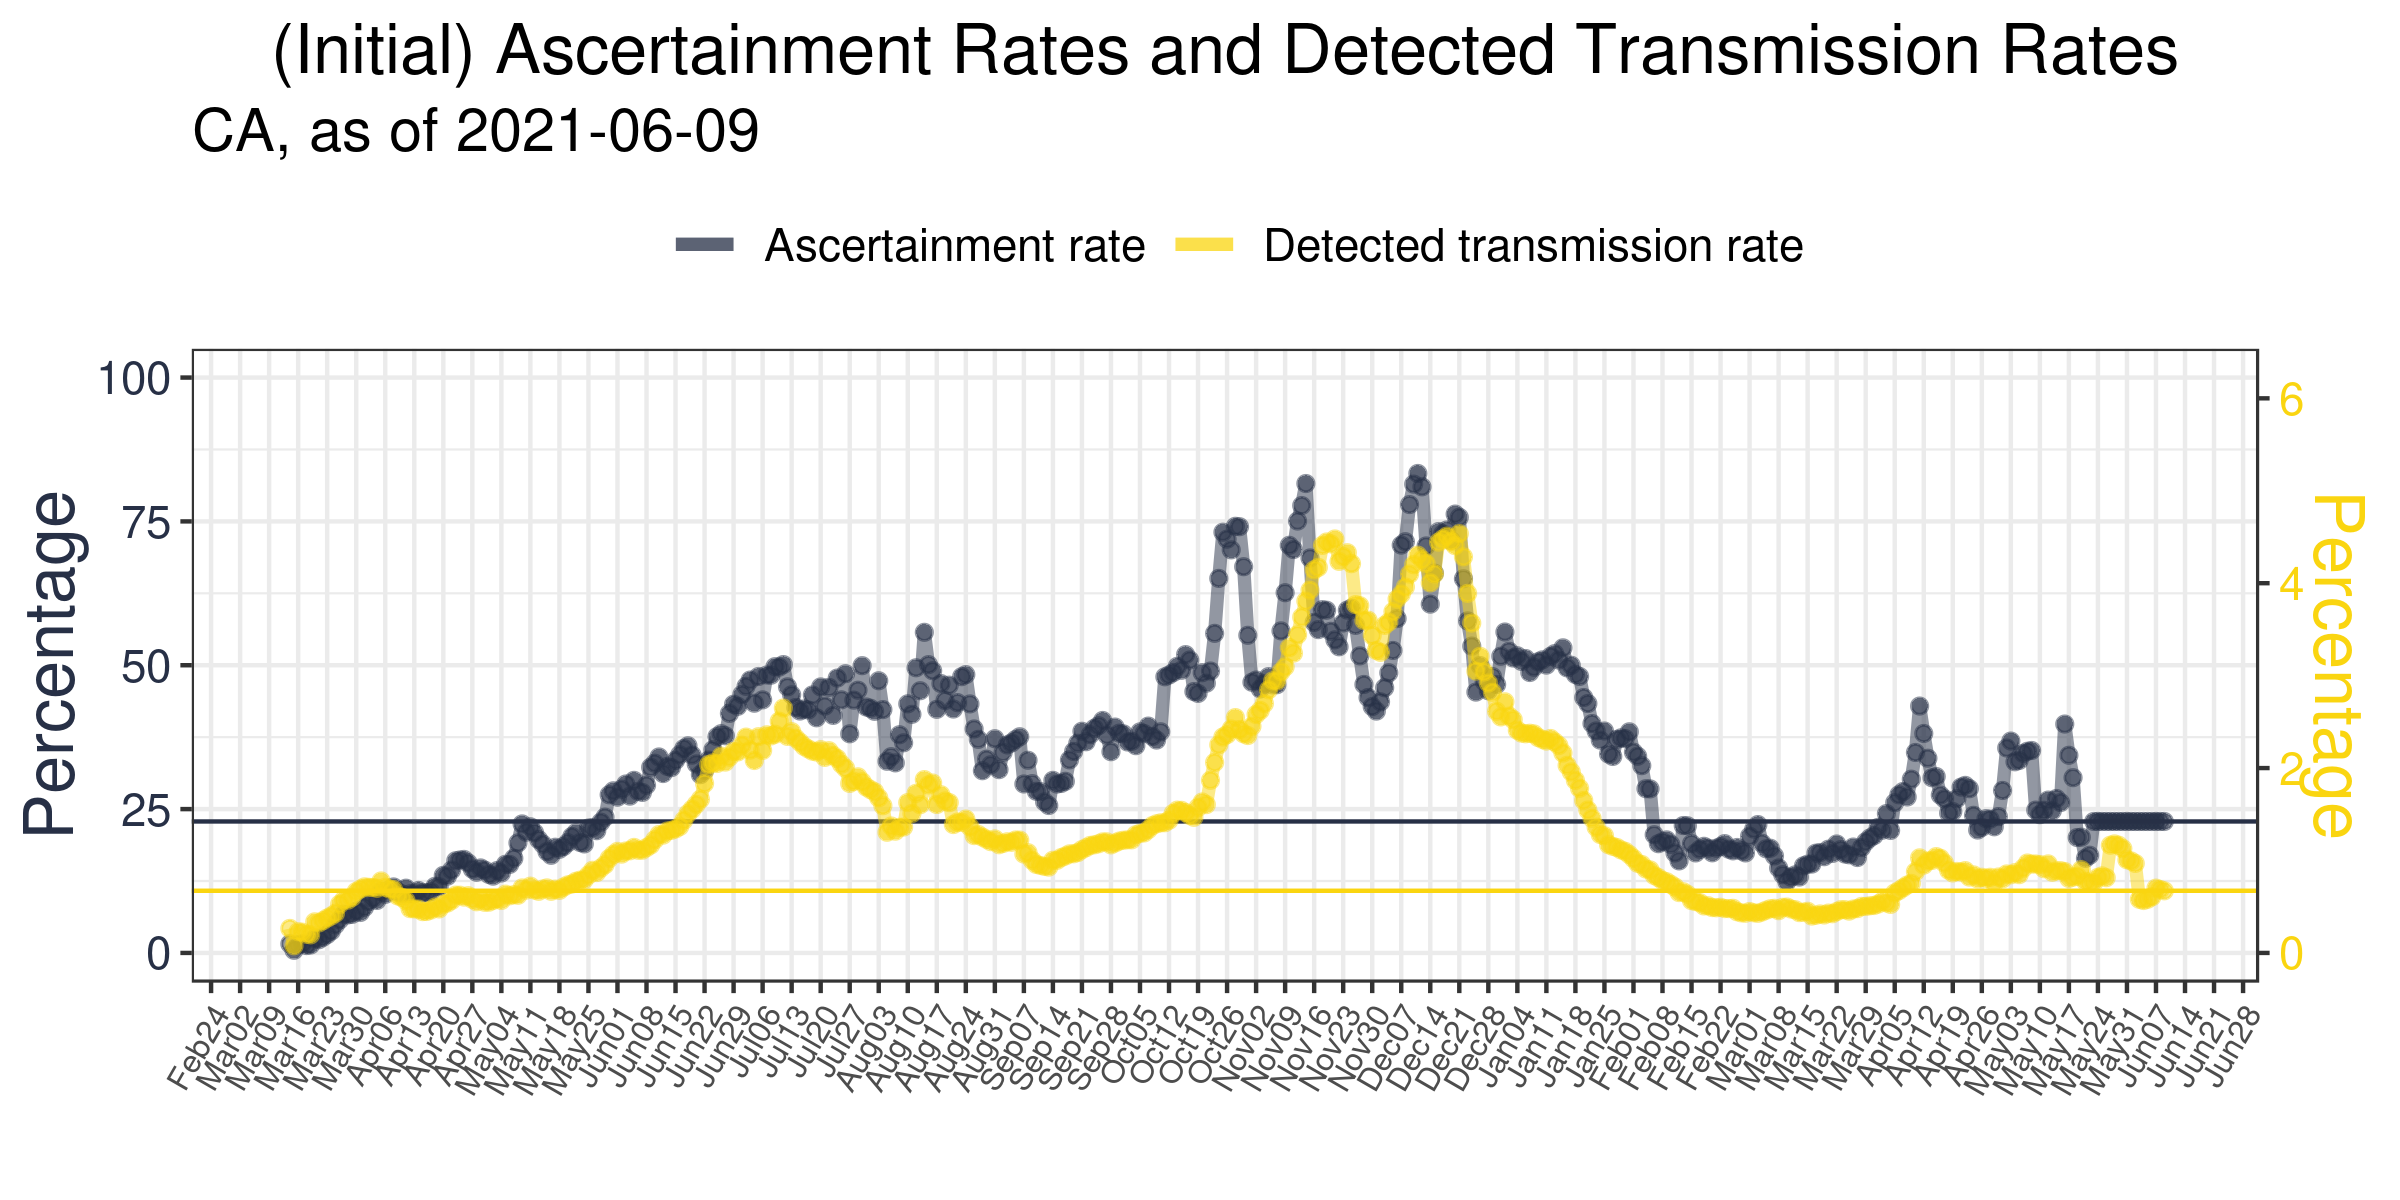 (Initial) Ascertainment Rates and Detected Transmission Rates
CA, as of 2021-06-09
Ascertainment rate
Detected transmission rate
Percentage
100
75
50
25
0
6
4
2
0
Percentage
Feb24
Mar02
Mar09
Mar16
Mar23
Mar30
Apr06
Apr13
Apr20
Apr27
May04
May11
May18
May25
Jun01
Jun08
Jun15
Jun22
Jun29
Jul06
Jul13
Jul20
Jul27
Aug03
Aug10
Aug17
Aug24
Aug31
Sep07
Sep14
Sep21
Sep28
Oct05
Oct12
Oct19
Oct26
Nov02
Nov09
Nov16
Nov23
Nov30
Dec07
Dec14
Dec21
Dec28
Jan04
Jan11
Jan18
Jan25
Feb01
Feb08
Feb15
Feb22
Mar01
Mar08
Mar15
Mar22
Mar29
Apr05
Apr12
Apr19
Apr26
May03
May10
May17
May24
May31
Jun07
Jun14
Jun21
Jun28